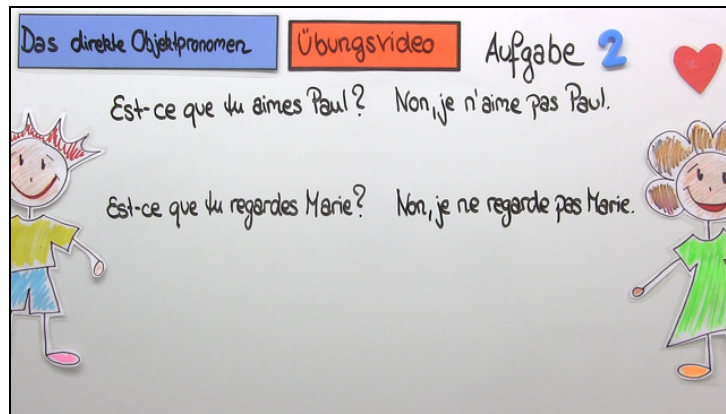 Das direkte Objektpronomen Übungsvideo Aufgabe 2
Est-ce que tu aimes Paul? Non, je n'aime pas Paul.
Est-ce que tu regardes Marie? Non, je ne regarde pas Marie.